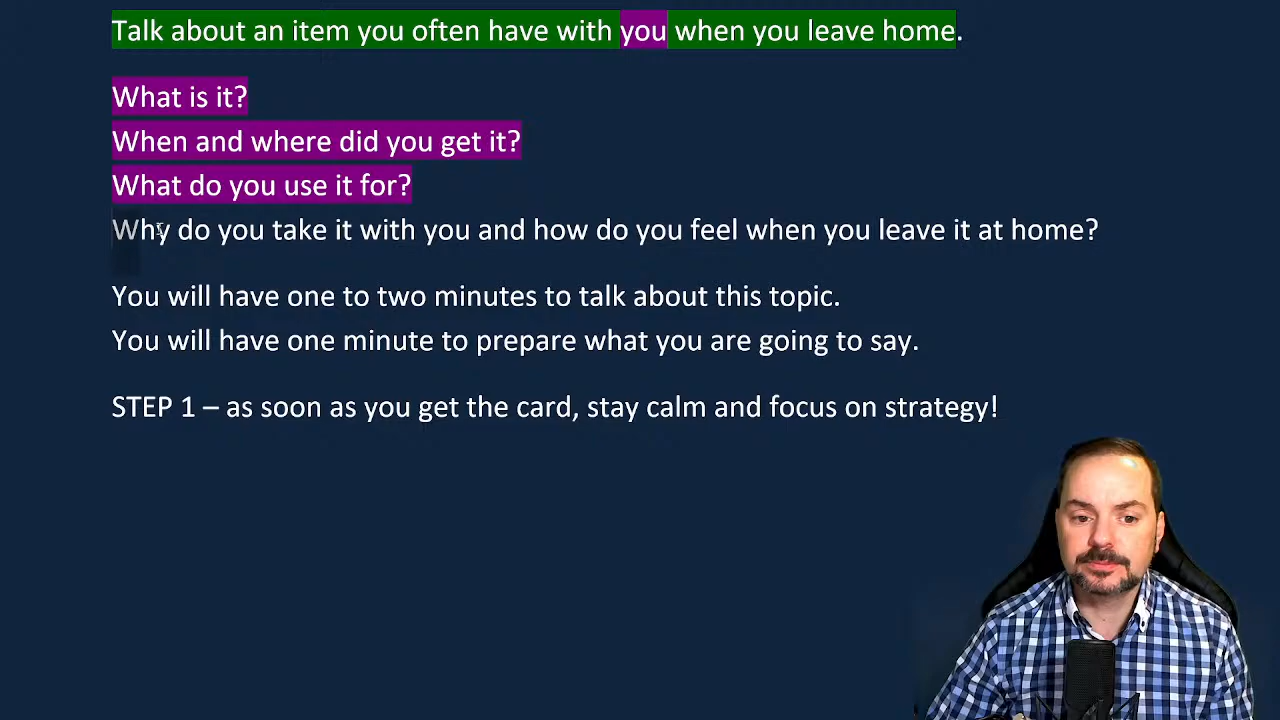 Talk about an item you often have with you when you leave home.
What is it?
When and where did you get it?
What do you use it for?
Why do you take it with you and how do you feel when you leave it at home?
You will have one to two minutes to talk about this topic.
You will have one minute to prepare what you are going to say.
STEP 1 – as soon as you get the card, stay calm and focus on strategy!